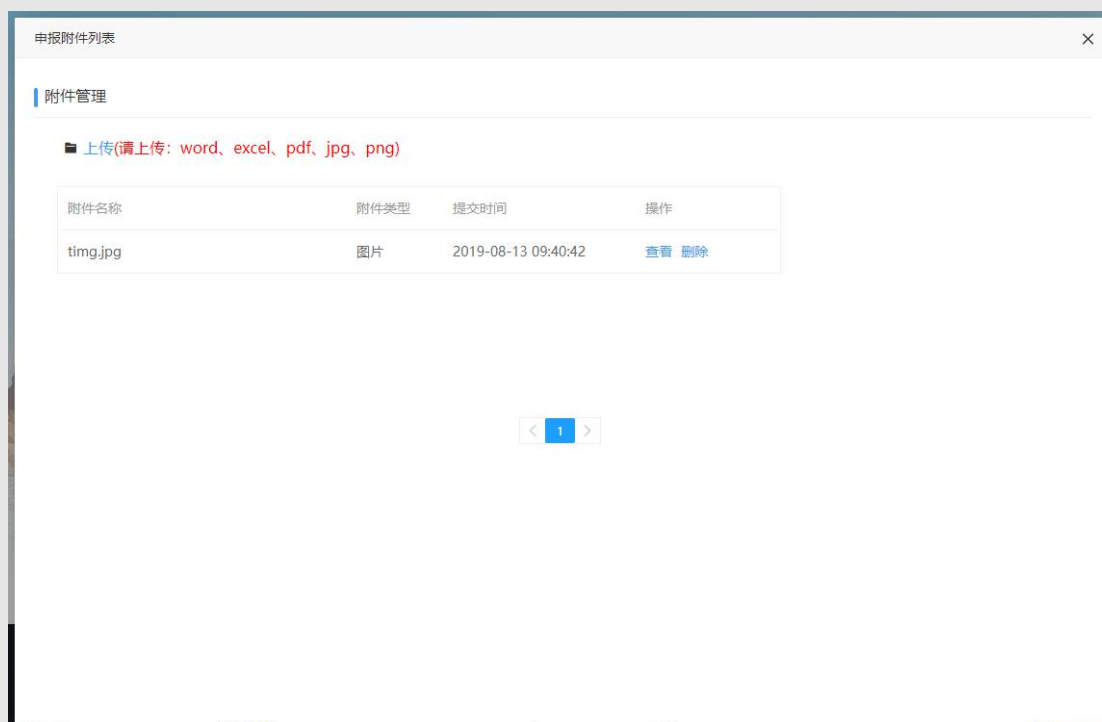 申报附件列表
附件管理
上传(请上传：word、excel、pdf、jpg、png)
附件名称 附件类型 提交时间 操作
timg.jpg 图片 2019-08-13 09:40:42 查看 删除
1